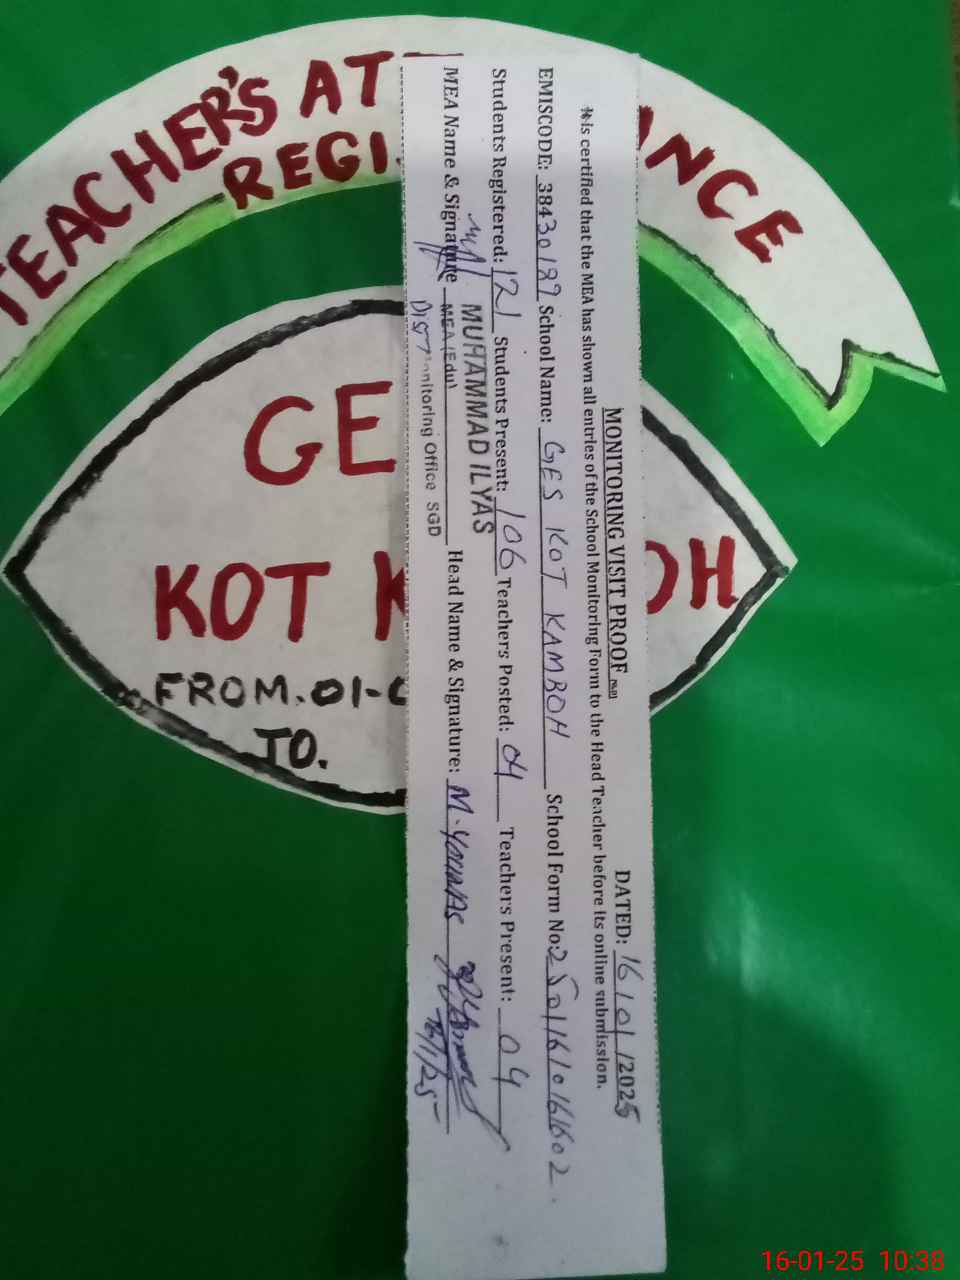 TEACHER'S AT
ANCE
REGI
GE
KOT K
OH
FROM.01-0
TO.
MONITORING VISIT PROOF
DATED: 16/01/2025
It is certified that the MEA has shown all entries of the School Monitoring Form to the Head Teacher before its online submission.
EMISCODE: 38430189 School Name: GES KOT KAMBOH School Form No:
Students Registered: 121 Students Present: 106 Teachers Posted: 04 Teachers Present: 04
MUHAMMAD ILYAS
MEA Name & Signature Head Name & Signature: M. Younas
MEA (Edu)
Distt Monitoring Office SGD
16/1/25
16-01-25 10:38